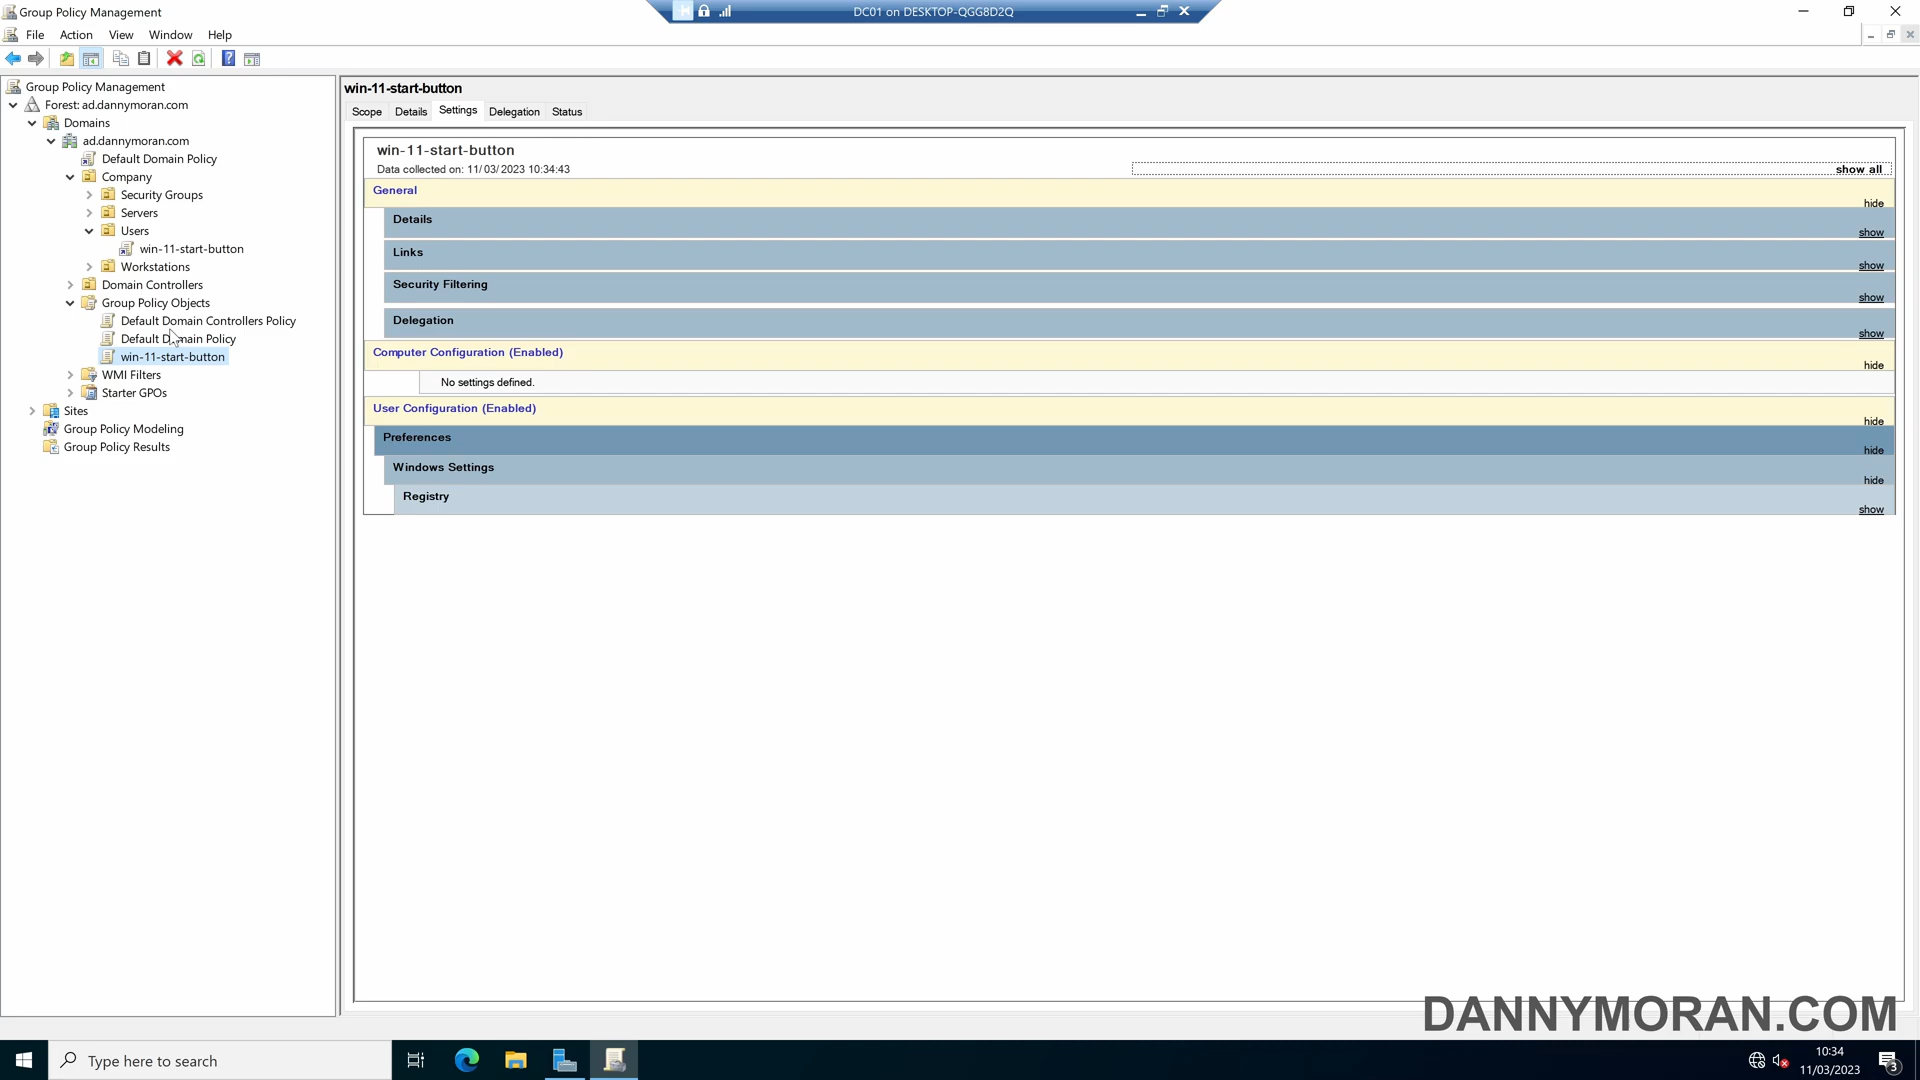 Group Policy Management
DC01 on DESKTOP-QGG8D2Q
File Action View Window Help
Group Policy Management
Forest: ad.dannymoran.com
Domains
ad.dannymoran.com
Default Domain Policy
Company
Security Groups
Servers
Users
win-11-start-button
Workstations
Domain Controllers
Group Policy Objects
Default Domain Controllers Policy
Default Domain Policy
win-11-start-button
WMI Filters
Starter GPOs
Sites
Group Policy Modeling
Group Policy Results
win-11-start-button
Scope Details Settings Delegation Status
win-11-start-button
Data collected on: 11/03/2023 10:34:43
show all
General
hide
Details
show
Links
show
Security Filtering
show
Delegation
show
Computer Configuration (Enabled)
hide
No settings defined.
User Configuration (Enabled)
hide
Preferences
hide
Windows Settings
hide
Registry
show
DANNYMORAN.COM
Type here to search
10:34
11/03/2023
3